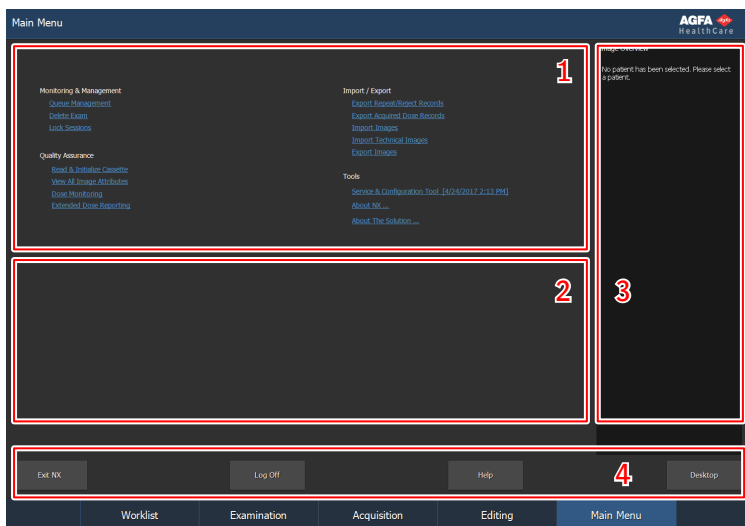 Main Menu
AGFA
HealthCare
1
Monitoring & Management
Queue Management
Delete Exam
Lock Sessions
Quality Assurance
Read & Initialize Cassette
View All Image Attributes
Dose Monitoring
Extended Dose Reporting
Import / Export
Export Repeat/Reject Records
Export Acquired Dose Records
Import Images
Import Technical Images
Export Images
Tools
Service & Configuration Tool [4/24/2017 2:13 PM]
About NX ...
About The Solution ...
Image Overview
No patient has been selected. Please select
a patient.
2
3
Exit NX
Log Off
Help
4
Desktop
Worklist
Examination
Acquisition
Editing
Main Menu